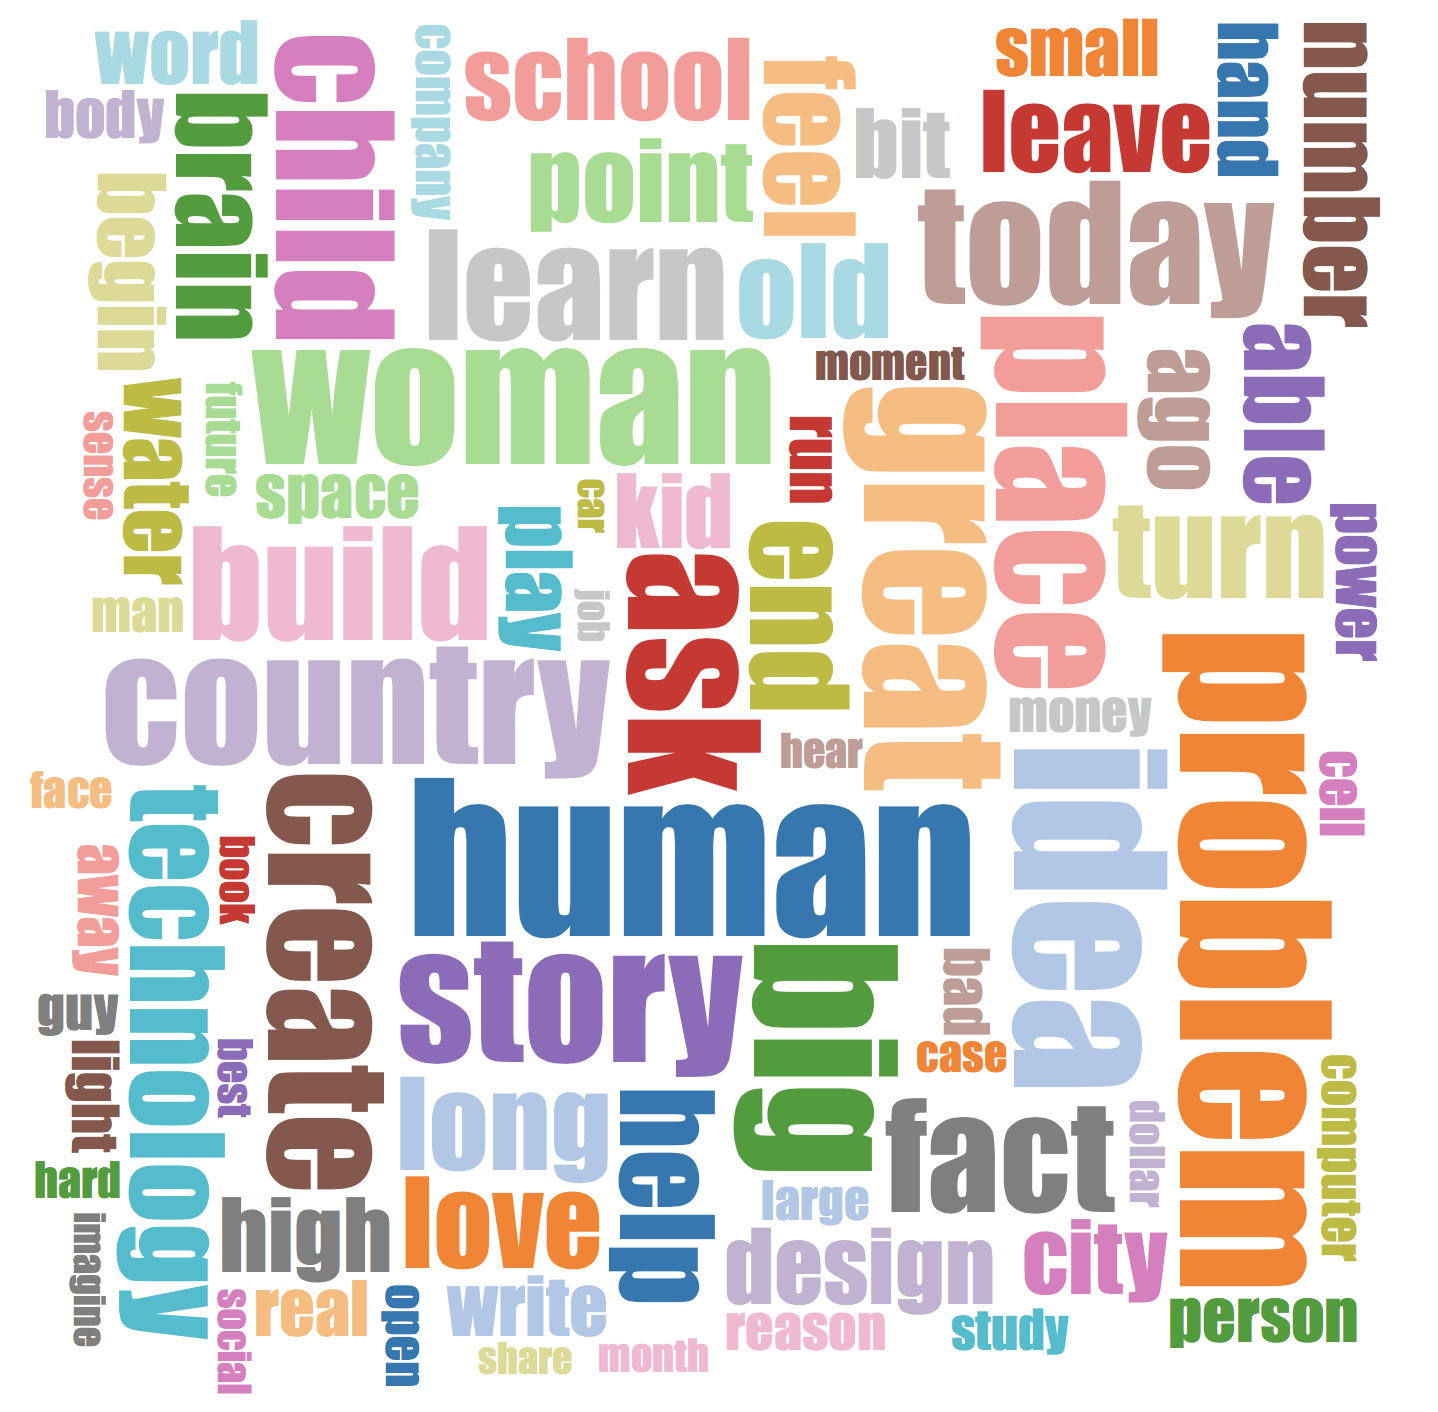 word
child
company
school
feel
small
hand
number
body
brain
bit
leave
point
begin
today
learn
old
woman
moment
place
ago
able
water
future
sense
run
great
space
car
kid
play
end
turn
power
build
ask
job
man
country
problem
money
hear
idea
cell
face
technology
create
human
book
away
story
big
bad
guy
case
light
best
computer
long
help
fact
dollar
hard
love
large
high
imagine
city
design
social
real
open
write
person
reason
study
share
month